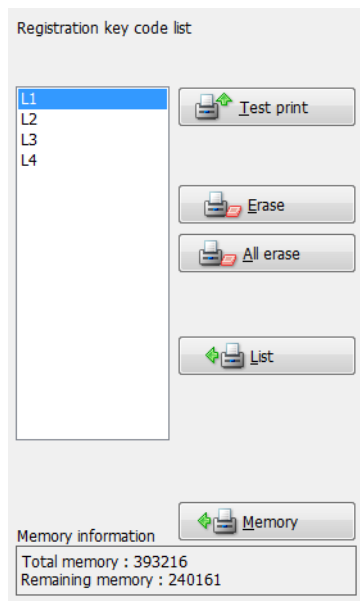 Registration key code list
L1
Test print
L2
L3
L4
Erase
All erase
List
Memory
Memory information
Total memory : 393216
Remaining memory : 240161